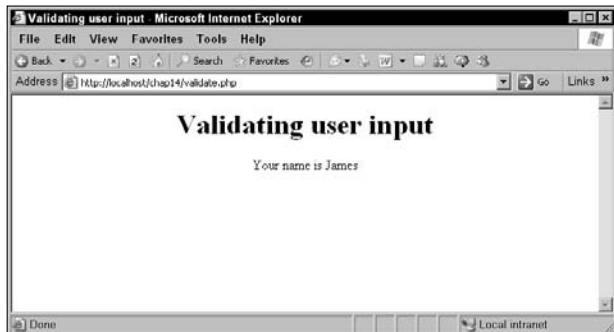 Validating user input - Microsoft Internet Explorer
File Edit View Favorites Tools Help
Back Search Favorites W
Address http://localhost/chap14/validate.php Go Links »
Validating user input
Your name is James
Done Local intranet